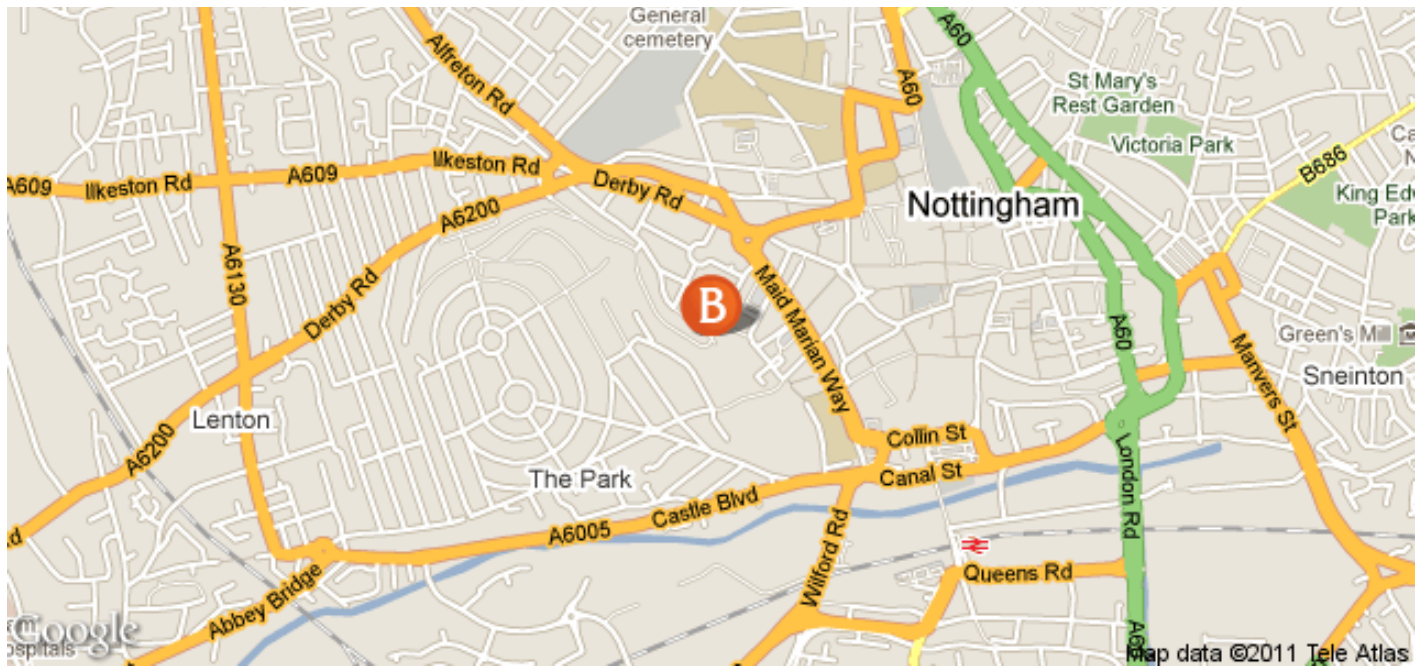 General
cemetery
A60
A60
Alfreton Rd
St Mary's
Rest Garden
Victoria Park
B686
A609
Ilkeston Rd
A609
Ilkeston Rd
Derby Rd
A6200
Nottingham
King Edw
Park
A6130
Derby Rd
B
Maid Marian Way
A60
Green's M
Sneinton
Manvers St
Lenton
A6200
Collin St
Canal St
London Rd
The Park
Castle Blvd
A6005
Wilford Rd
Queens Rd
Abbey Bridge
Google
ospitals
Map data ©2011 Tele Atlas